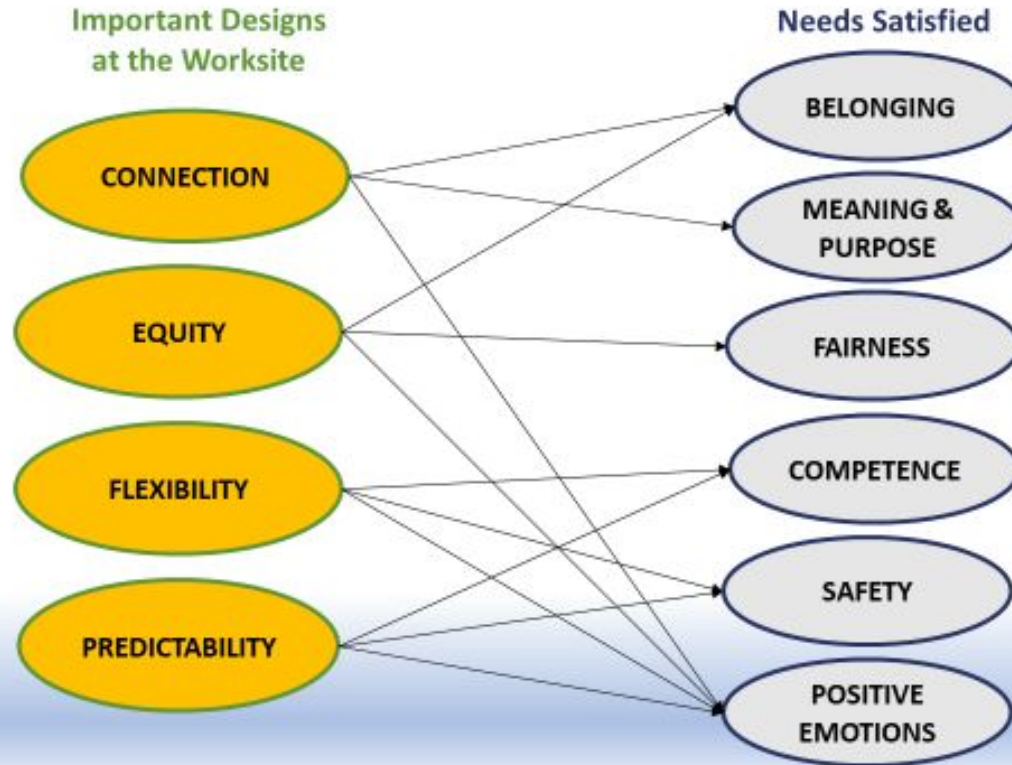 Important Designs
at the Worksite
CONNECTION
EQUITY
FLEXIBILITY
PREDICTABILITY
Needs Satisfied
BELONGING
MEANING &
PURPOSE
FAIRNESS
COMPETENCE
SAFETY
POSITIVE
EMOTIONS